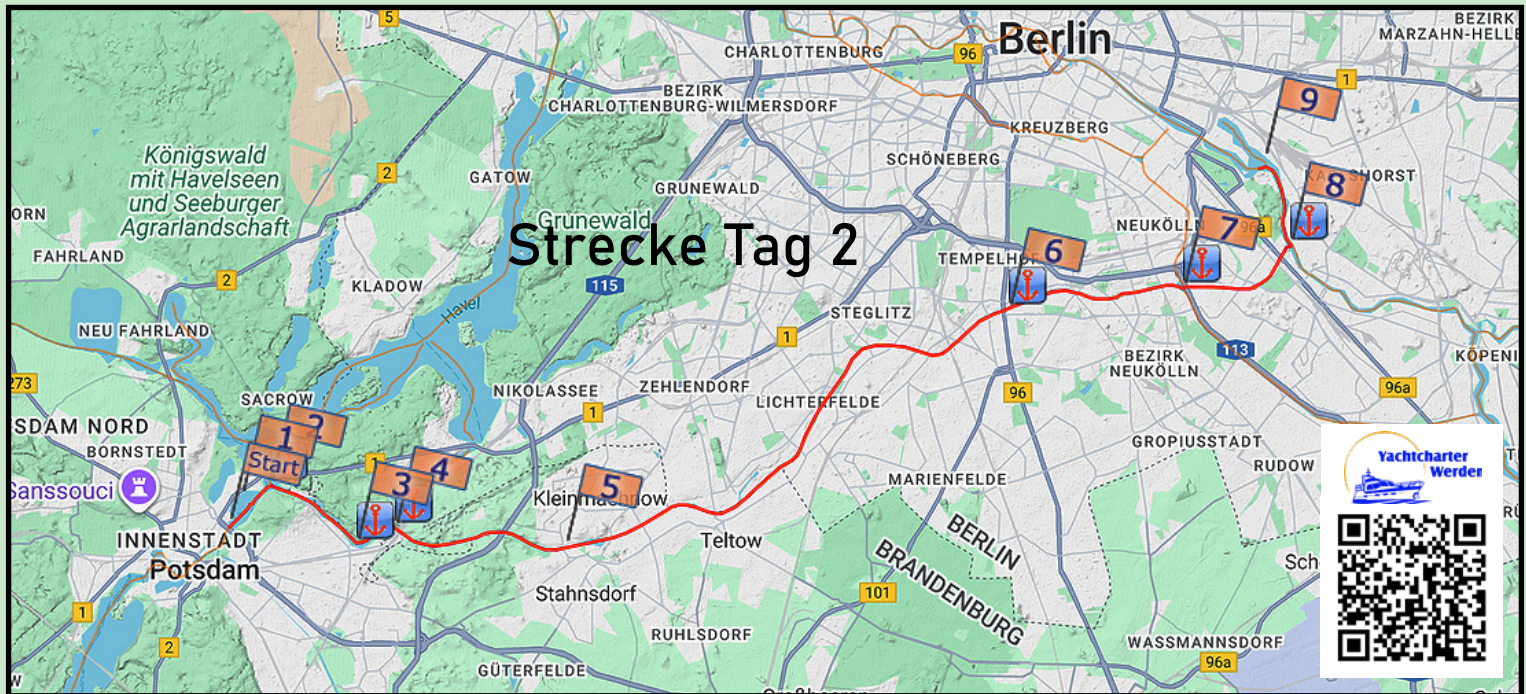 5
Berlin
BEZIRK
MARZAHN-HELLE
CHARLOTTENBURG
96
1
BEZIRK
CHARLOTTENBURG-WILMERSDORF
9
KREUZBERG
Königswald
mit Havelseen
und Seeburger
Agrarlandschaft
2
GATOW
SCHÖNEBERG
GRUNEWALD
8
ORN
Grunewald
NEUKÖLLN
7
96a
FAHRLAND
Strecke Tag 2
TEMPELHOF
6
2
KLADOW
115
Havel
STEGLITZ
NEU FAHRLAND
1
113
BEZIRK
NEUKÖLLN
KÖPENI
273
SACROW
NIKOLASSEE
ZEHLENDORF
LICHTERFELDE
96
96a
SDAM NORD
BORNSTEDT
1
2
Start
1
1
GROPIUSSTADT
RUDOW
Yachtcharter
Werder
Sanssouci
3
4
Kleinmachnow
5
MARIENFELDE
INNENSTADT
Potsdam
Teltow
BERLIN
BRANDENBURG
Sch
Stahnsdorf
101
1
2
RUHLSDORF
WASSMANNSDORF
96a
GÜTERFELDE